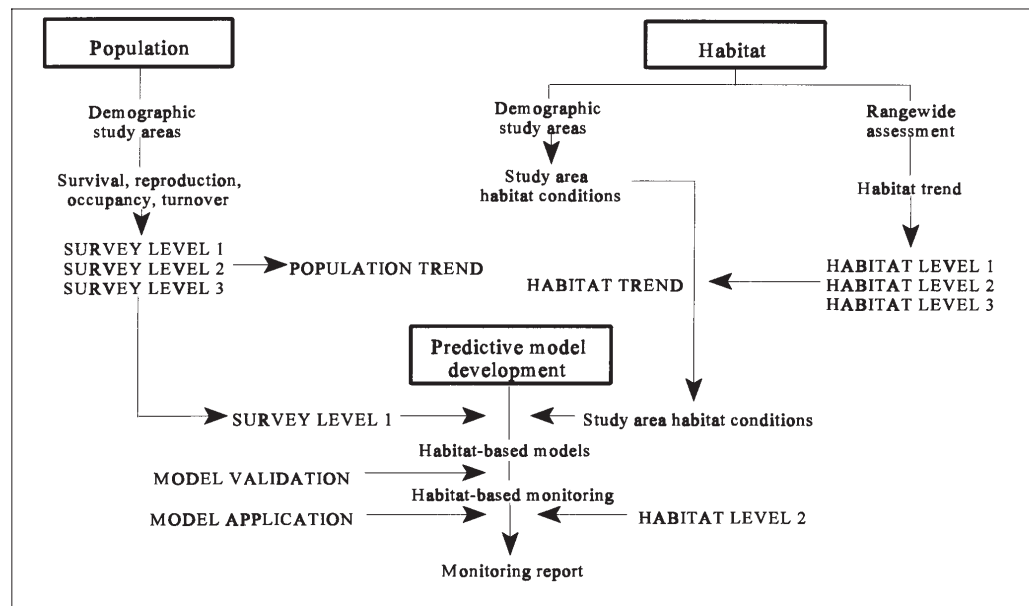 Population
Habitat
Demographic
study areas
Demographic
study areas
Rangewide
assessment
Survival, reproduction,
occupancy, turnover
Study area
habitat conditions
Habitat trend
SURVEY LEVEL 1
SURVEY LEVEL 2
SURVEY LEVEL 3
POPULATION TREND
HABITAT TREND
HABITAT LEVEL 1
HABITAT LEVEL 2
HABITAT LEVEL 3
Predictive model
development
SURVEY LEVEL 1
Study area habitat conditions
Habitat-based models
MODEL VALIDATION
Habitat-based monitoring
MODEL APPLICATION
HABITAT LEVEL 2
Monitoring report